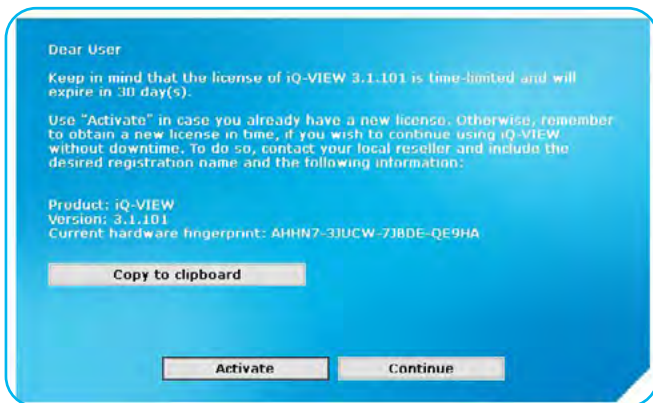 Dear User
Keep in mind that the license of iQ-VIEW 3.1.101 is time-limited and will
expire in 30 day(s).
Use "Activate" in case you already have a new license. Otherwise, remember
to obtain a new license in time, if you wish to continue using iQ-VIEW
without downtime. To do so, contact your local reseller and include the
desired registration name and the following information:
Product: iQ-VIEW
Version: 3.1.101
Current hardware fingerprint: AHHN7-3JUCW-7JBDE-QE9HA
Copy to clipboard
Activate
Continue